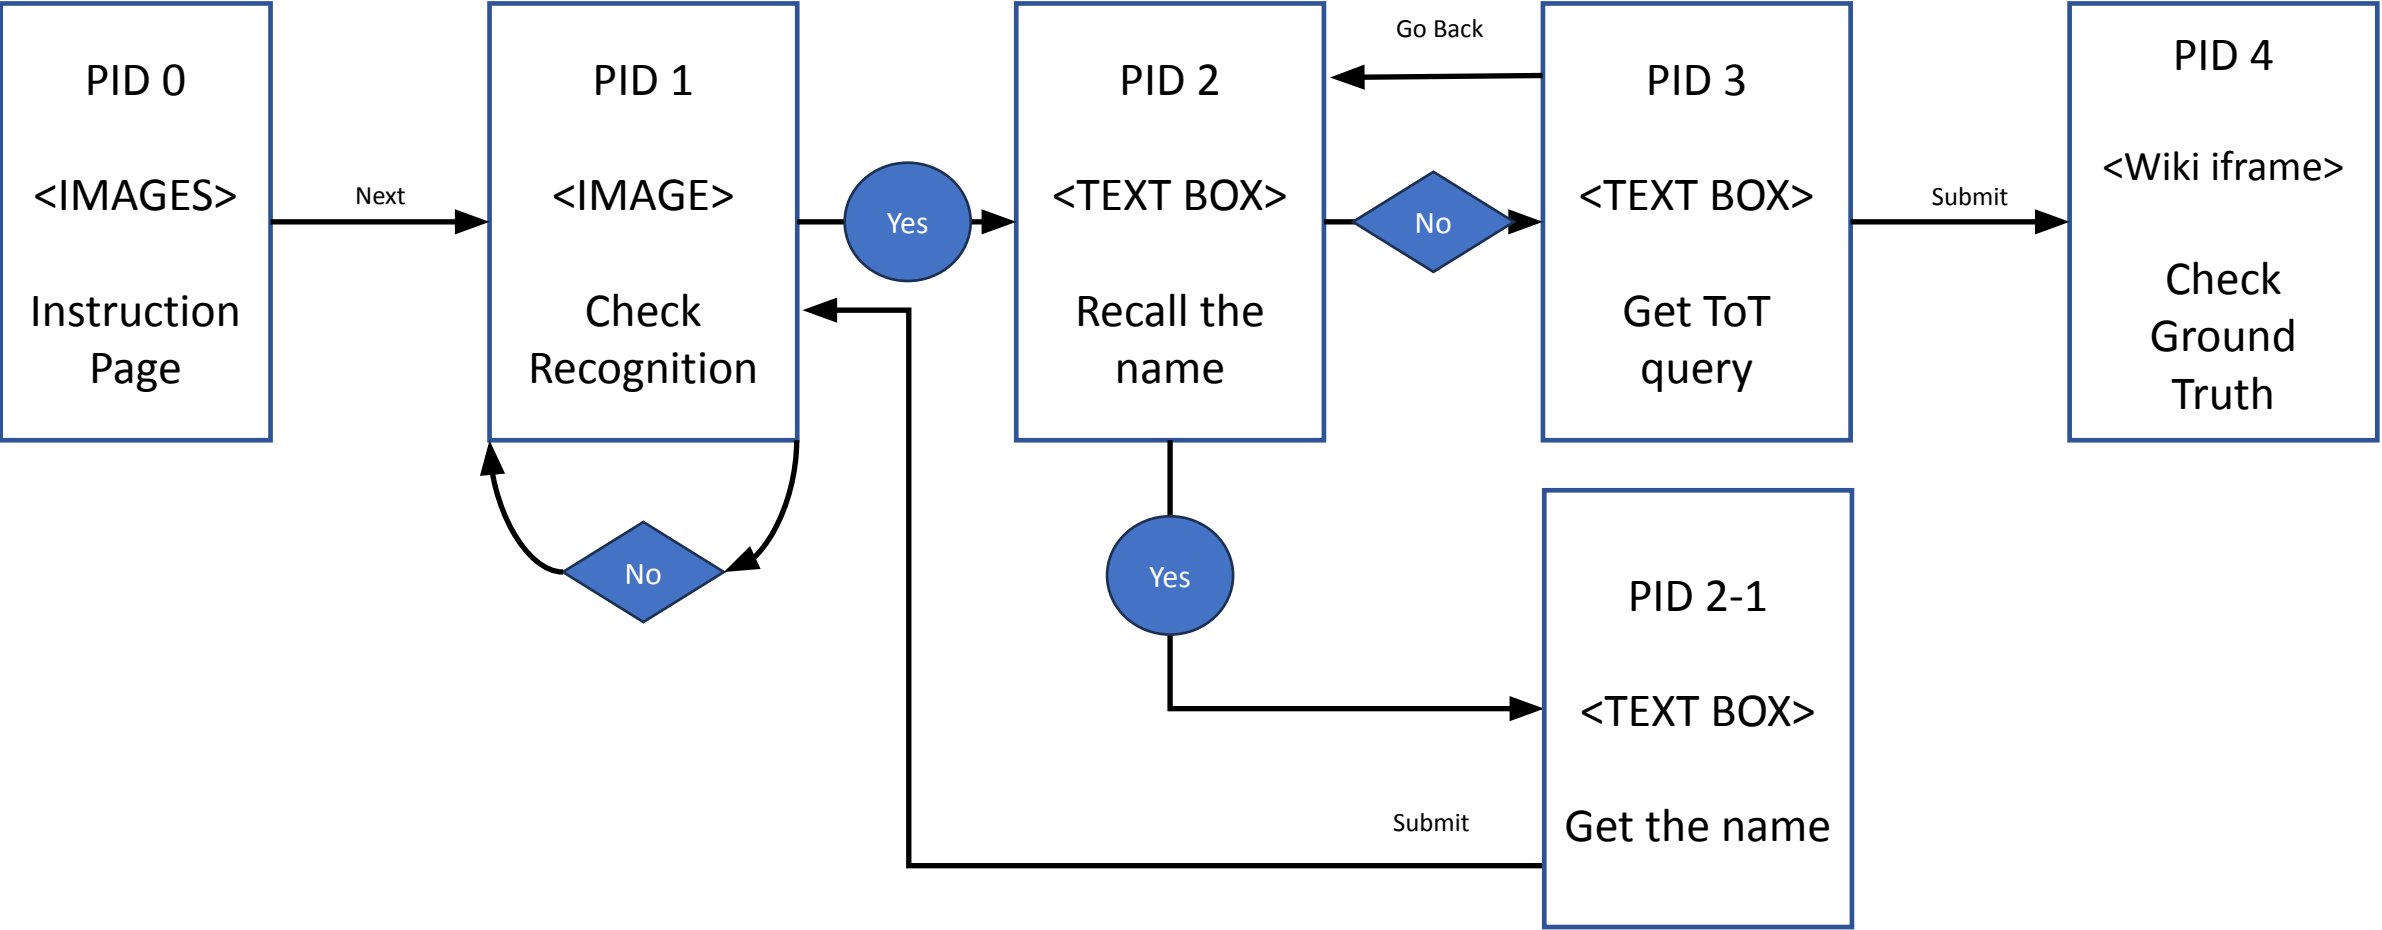 PID 0
<IMAGES>
Instruction
Page
Next
PID 1
<IMAGE>
Check
Recognition
Yes
No
PID 2
<TEXT BOX>
Recall the
name
Go Back
No
Yes
PID 3
<TEXT BOX>
Get ToT
query
Submit
PID 4
<Wiki iframe>
Check
Ground
Truth
PID 2-1
<TEXT BOX>
Get the name
Submit